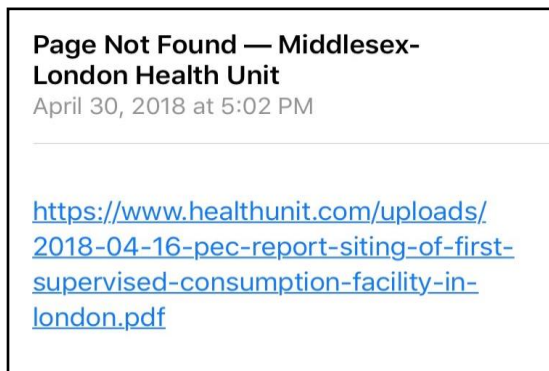 Page Not Found — Middlesex-
London Health Unit
April 30, 2018 at 5:02 PM
https://www.healthunit.com/uploads/
2018-04-16-pec-report-siting-of-first-
supervised-consumption-facility-in-
london.pdf